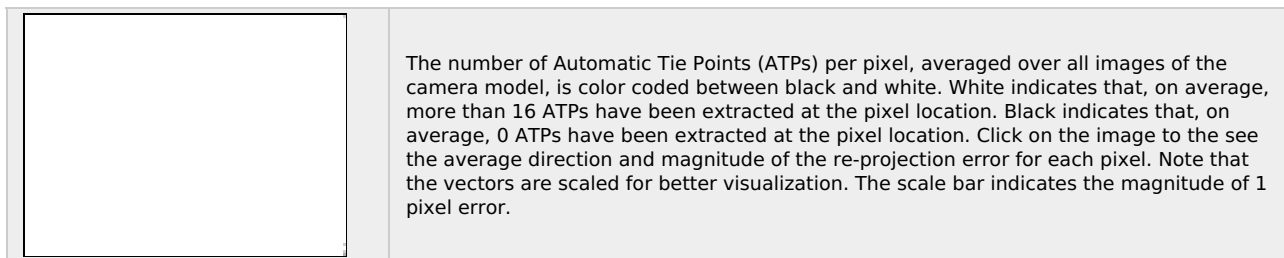 The number of Automatic Tie Points (ATPs) per pixel, averaged over all images of the
camera model, is color coded between black and white. White indicates that, on average,
more than 16 ATPs have been extracted at the pixel location. Black indicates that, on
average, 0 ATPs have been extracted at the pixel location. Click on the image to the see
the average direction and magnitude of the re-projection error for each pixel. Note that
the vectors are scaled for better visualization. The scale bar indicates the magnitude of 1
pixel error.